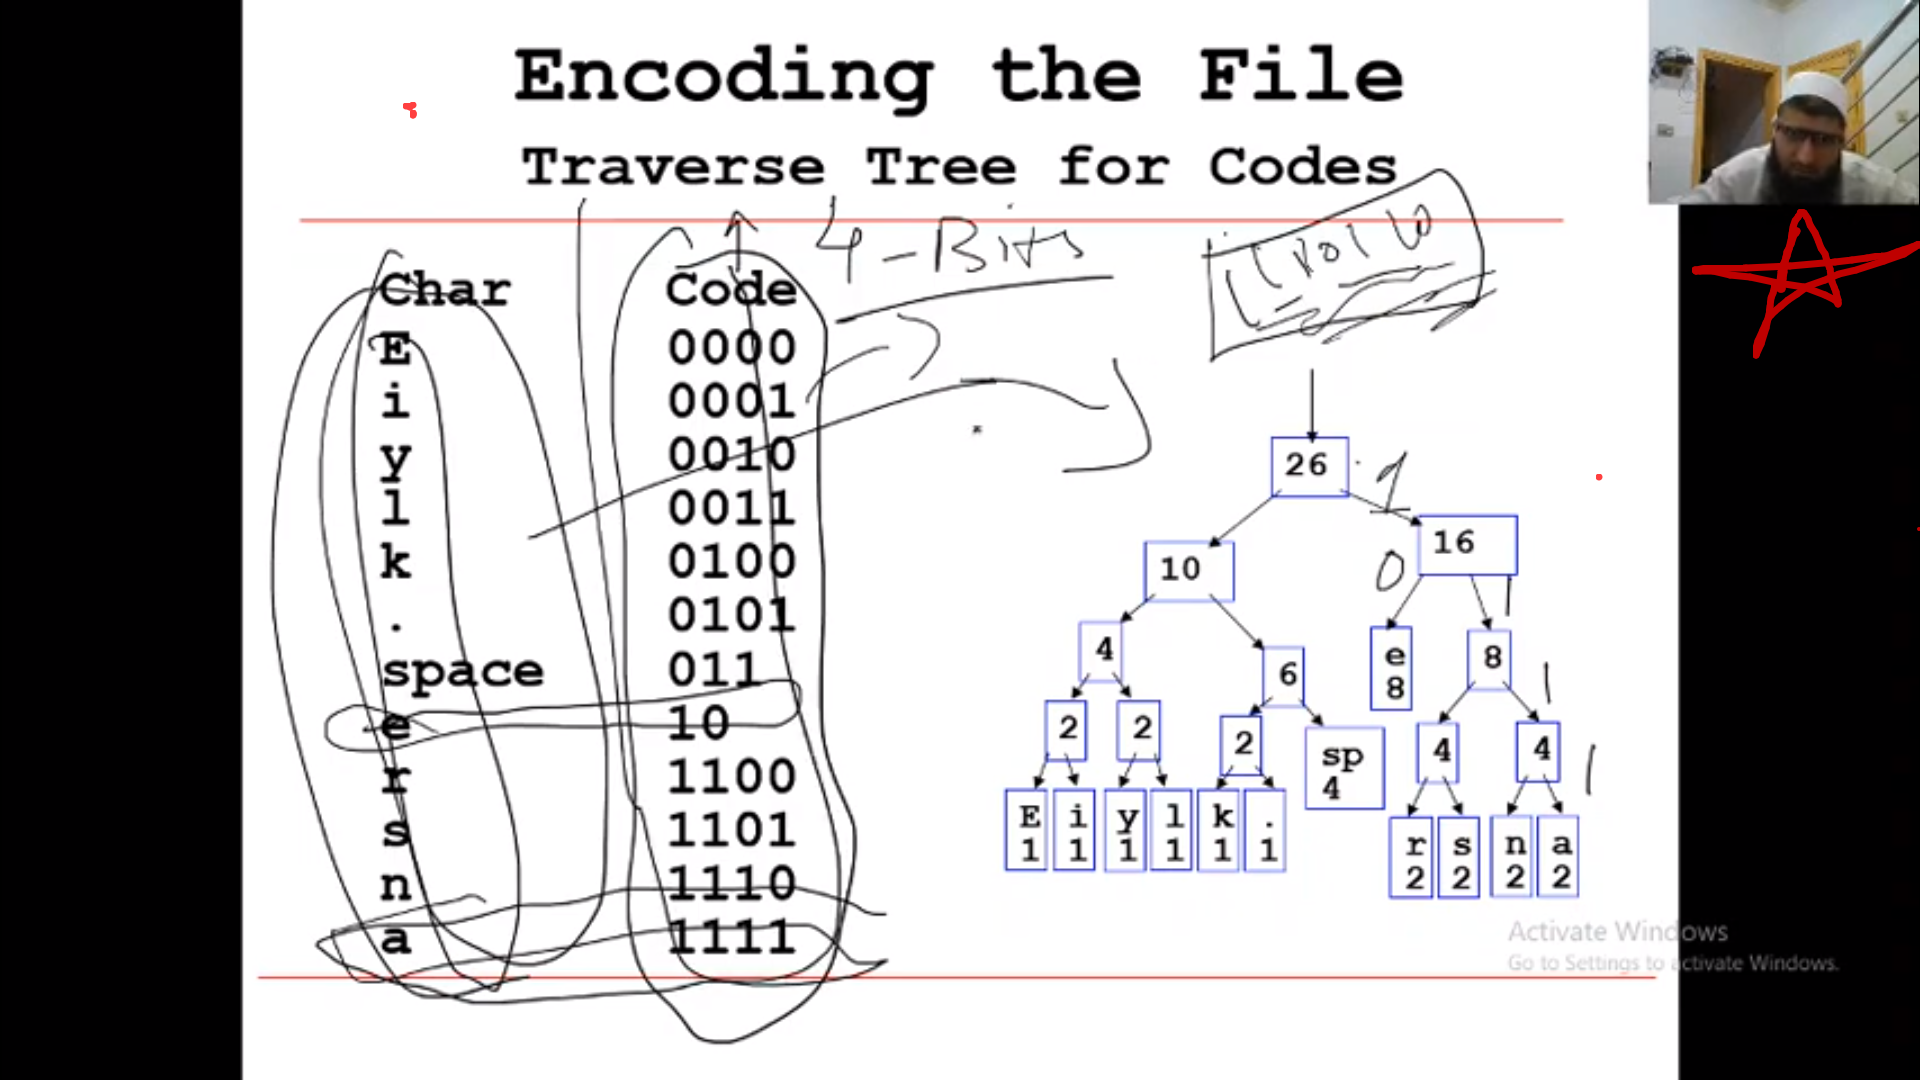 Encoding the File
Traverse Tree for Codes
4-Bits
Char Code
E 0000
i 0001
y 0010
l 0011
k 0100
. 0101
space 011
e 10
r 1100
s 1101
n 1110
a 1111
26
1
10
16
0
1
4
6
e
8
8
1
2
2
2
sp
4
4
4
1
E
1
i
1
y
1
l
1
k
1
.
1
r
2
s
2
n
2
a
2
Activate Windows
Go to Settings to activate Windows.